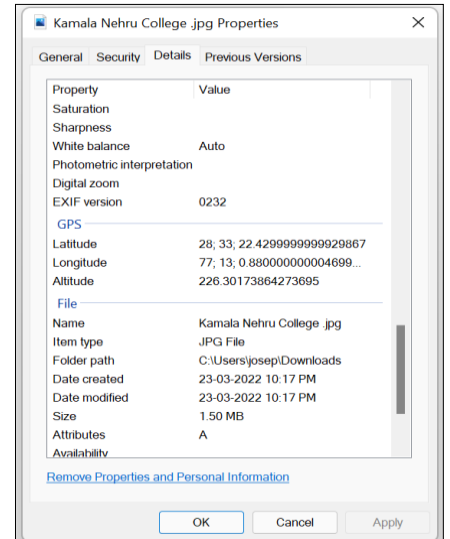 Kamala Nehru College .jpg Properties
General Security Details Previous Versions
Property Value
Saturation
Sharpness
White balance Auto
Photometric interpretation
Digital zoom
EXIF version 0232
GPS
Latitude 28; 33; 22.4299999999929867
Longitude 77; 13; 0.880000000004699...
Altitude 226.30173864273695
File
Name Kamala Nehru College .jpg
Item type JPG File
Folder path C:\Users\josep\Downloads
Date created 23-03-2022 10:17 PM
Date modified 23-03-2022 10:17 PM
Size 1.50 MB
Attributes A
Availability
Remove Properties and Personal Information
OK Cancel Apply